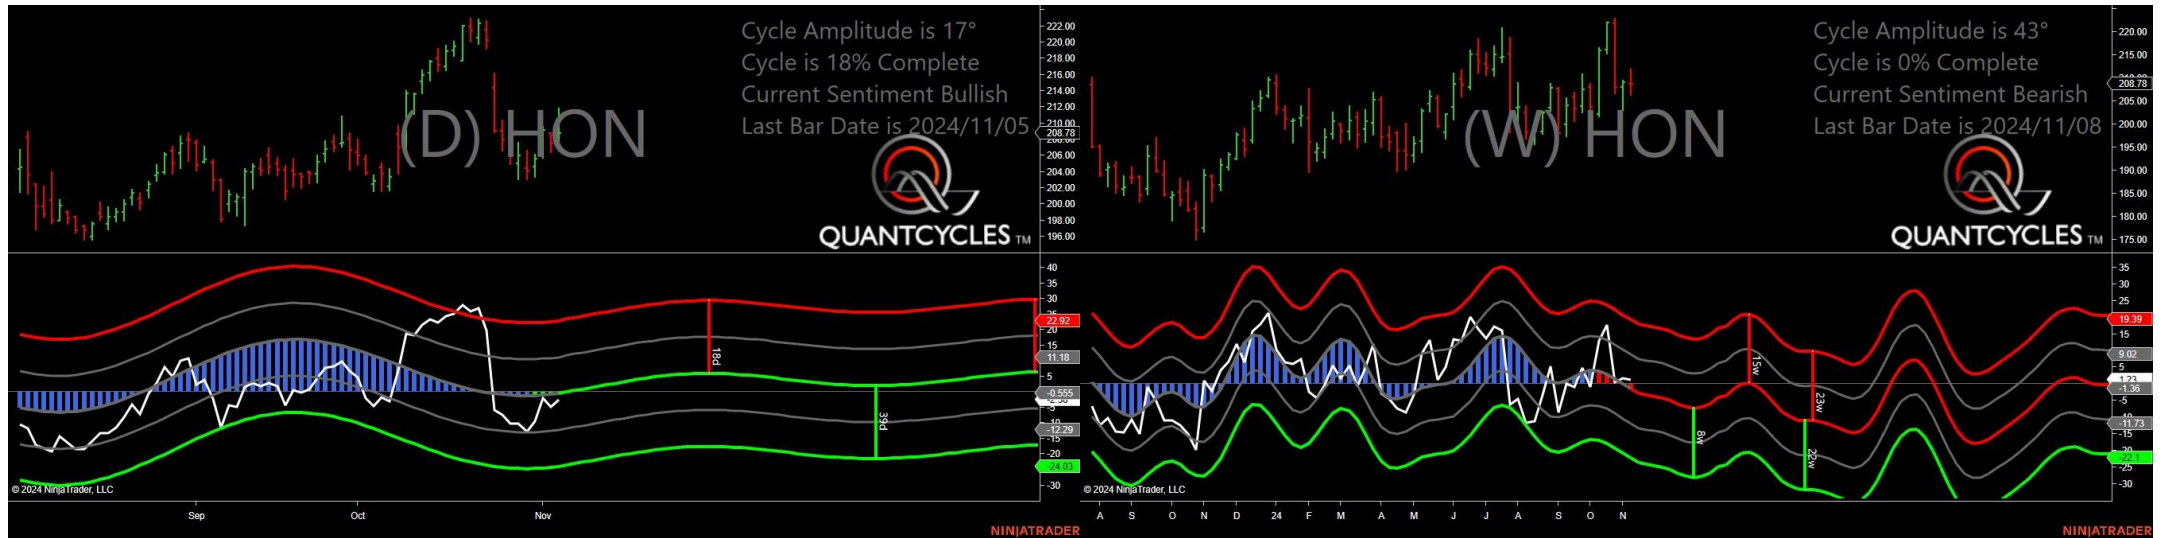 Cycle Amplitude is 17°
Cycle is 18% Complete
Current Sentiment Bullish
Last Bar Date is 2024/11/05
(D) HON
QUANTCYCLES TM
222.00
220.00
218.00
216.00
214.00
212.00
210.00
208.78
206.00
204.00
202.00
200.00
198.00
196.00
40
35
30
25
22.92
20
15
11.18
5
-0.555
-5
-12.29
-15
-20
-24.03
-30
18d
39d
© 2024 NinjaTrader, LLC
Sep Oct Nov
NINJATRADER
Cycle Amplitude is 43°
Cycle is 0% Complete
Current Sentiment Bearish
Last Bar Date is 2024/11/08
(W) HON
QUANTCYCLES TM
220.00
215.00
208.78
205.00
200.00
195.00
190.00
185.00
180.00
175.00
35
30
25
19.39
15
9.02
5
1.23
-1.36
-5
-11.73
-15
-22.1
-25
-30
15w
23w
8w
22w
© 2024 NinjaTrader, LLC
A S O N D 24 F M A M J J A S O N
NINJATRADER